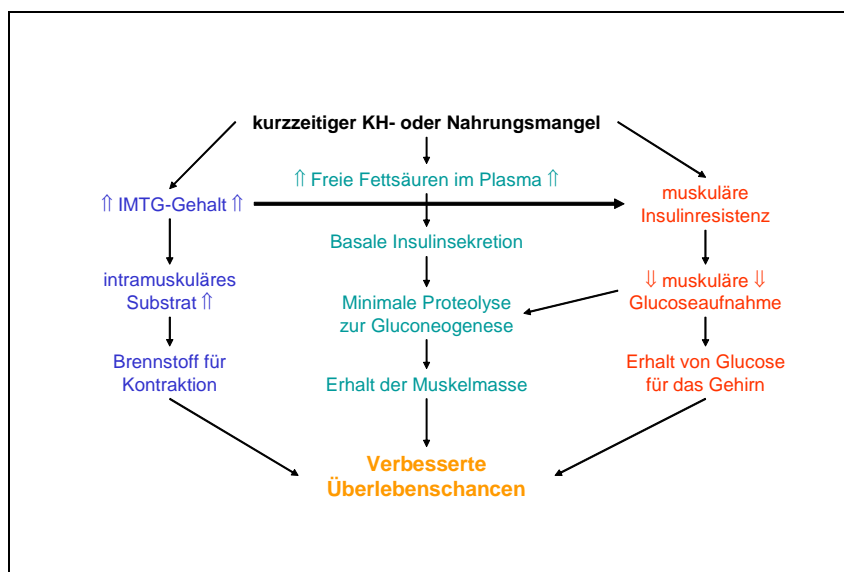 kurzzeitiger KH- oder Nahrungsmangel
⇑ IMTG-Gehalt ⇑
intramuskuläres
Substrat ⇑
Brennstoff für
Kontraktion
⇑ Freie Fettsäuren im Plasma ⇑
Basale Insulinsekretion
Minimale Proteolyse
zur Gluconeogenese
Erhalt der Muskelmasse
muskuläre
Insulinresistenz
⇓ muskuläre ⇓
Glucoseaufnahme
Erhalt von Glucose
für das Gehirn
Verbesserte
Überlebenschancen